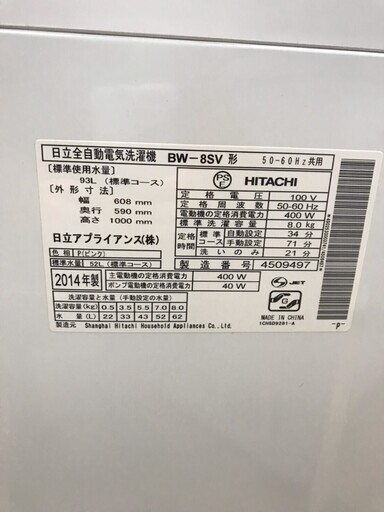 日立全自動電気洗濯機 BW-8SV 形 50-60Hz共用
[標準使用水量]
93L (標準コース)
[外形寸法]
幅 608 mm
奥行 590 mm
高さ 1000 mm
日立アプライアンス(株)
色相 P(ピンク)
標準水量 52L (標準コース)
PS E HITACHI
定格電圧 100 V
定格周波数 50-60 Hz
電動機の定格消費電力 400 W
標準洗濯容量 8.0 kg
定格時間 標準コース 自動設定 34 分
手動設定 71 分
洗いのみ 21 分
製造番号 4509497
2014年製
主電動機の定格消費電力 400 W
ポンプ電動機の定格消費電力 40 W
洗濯容量と水量 (手動設定の水量)
洗濯容量(kg) 0.5 3.5 5.5 7.0 8.0
水量(L) 22 33 43 52 62
製造元 Shanghai Hitachi Household Appliances Co., Ltd.
S JET
G
MADE IN CHINA
1CHSD9281-A
-P-